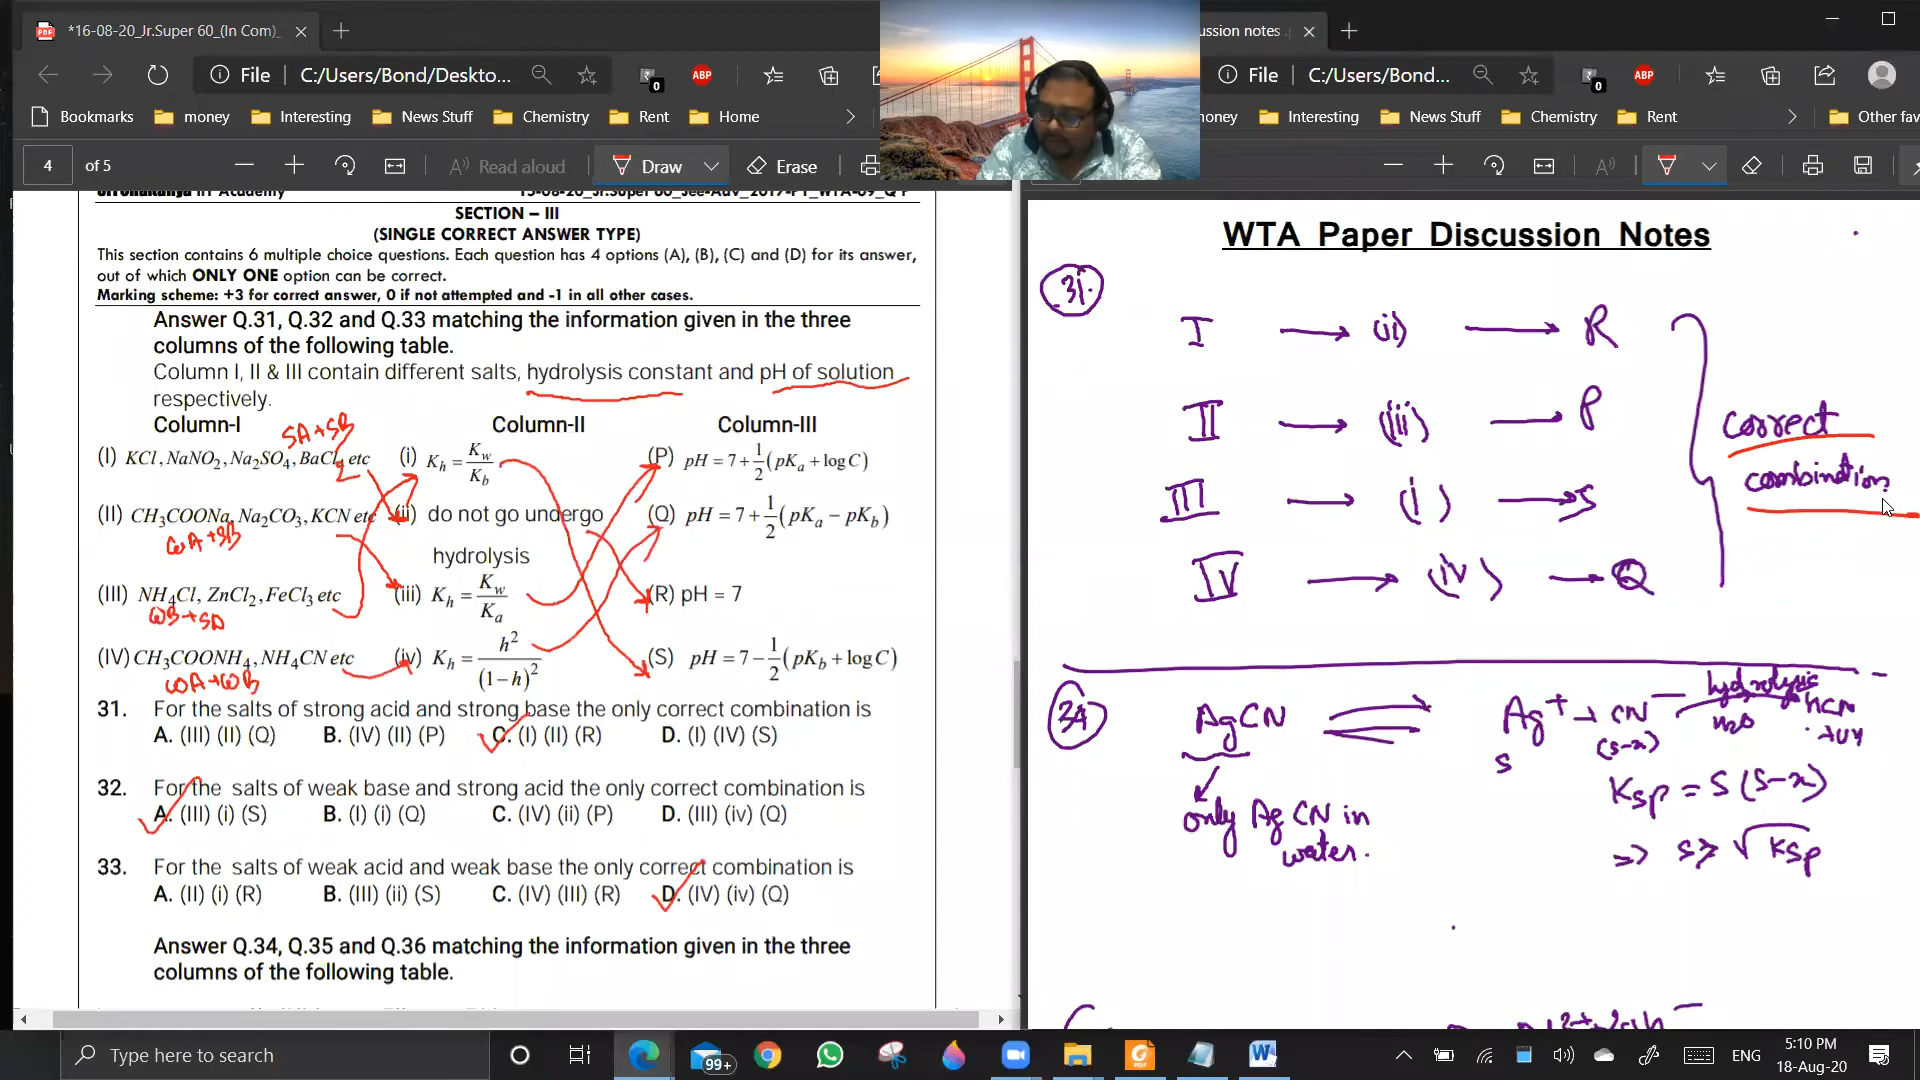 *16-08-20_Jr.Super 60_(In Com)_
ussion notes
File C:/Users/Bond/Deskto...
File C:/Users/Bond...
ABP
0
ABP
0
Bookmarks money Interesting News Stuff Chemistry Rent Home
oney Interesting News Stuff Chemistry Rent Other fav
4 of 5 Read aloud Draw Erase
SECTION – III
(SINGLE CORRECT ANSWER TYPE)
This section contains 6 multiple choice questions. Each question has 4 options (A), (B), (C) and (D) for its answer,
out of which ONLY ONE option can be correct.
Marking scheme: +3 for correct answer, 0 if not attempted and -1 in all other cases.
Answer Q.31, Q.32 and Q.33 matching the information given in the three
columns of the following table.
Column I, II & III contain different salts, hydrolysis constant and pH of solution
respectively.
Column-I Column-II Column-III
SA+SB
(I) KCl, NaNO2, Na2SO4, BaCl2 etc (i) Kh = Kw/Kb (P) pH = 7+1/2(pKa + log C)
(II) CH3COONa, Na2CO3, KCN etc (ii) do not go undergo (Q) pH = 7+1/2(pKa − pKb)
WA+SB
hydrolysis
(III) NH4Cl, ZnCl2, FeCl3 etc (iii) Kh = Kw/Ka (R) pH = 7
WB+SA
(IV) CH3COONH4, NH4CN etc (iv) Kh = h²/(1−h)² (S) pH = 7−1/2(pKb + log C)
WA+WB
31. For the salts of strong acid and strong base the only correct combination is
A. (III) (II) (Q) B. (IV) (II) (P) C. (I) (II) (R) D. (I) (IV) (S)
32. For the salts of weak base and strong acid the only correct combination is
A. (III) (i) (S) B. (I) (i) (Q) C. (IV) (ii) (P) D. (III) (iv) (Q)
33. For the salts of weak acid and weak base the only correct combination is
A. (II) (i) (R) B. (III) (ii) (S) C. (IV) (III) (R) D. (IV) (iv) (Q)
Answer Q.34, Q.35 and Q.36 matching the information given in the three
columns of the following table.
WTA Paper Discussion Notes
31.
I → (ii) → R
II → (iii) → P
III → (i) → S
IV → (iv) → Q
correct
combination
34
AgCN ⇌ Ag+ + CN−
hydrolysis
H2O
HCN
s (s-x)
only AgCN in
water.
Ksp = s(s-x)
=> s > √Ksp
Type here to search
99+
ENG
5:10 PM
18-Aug-20